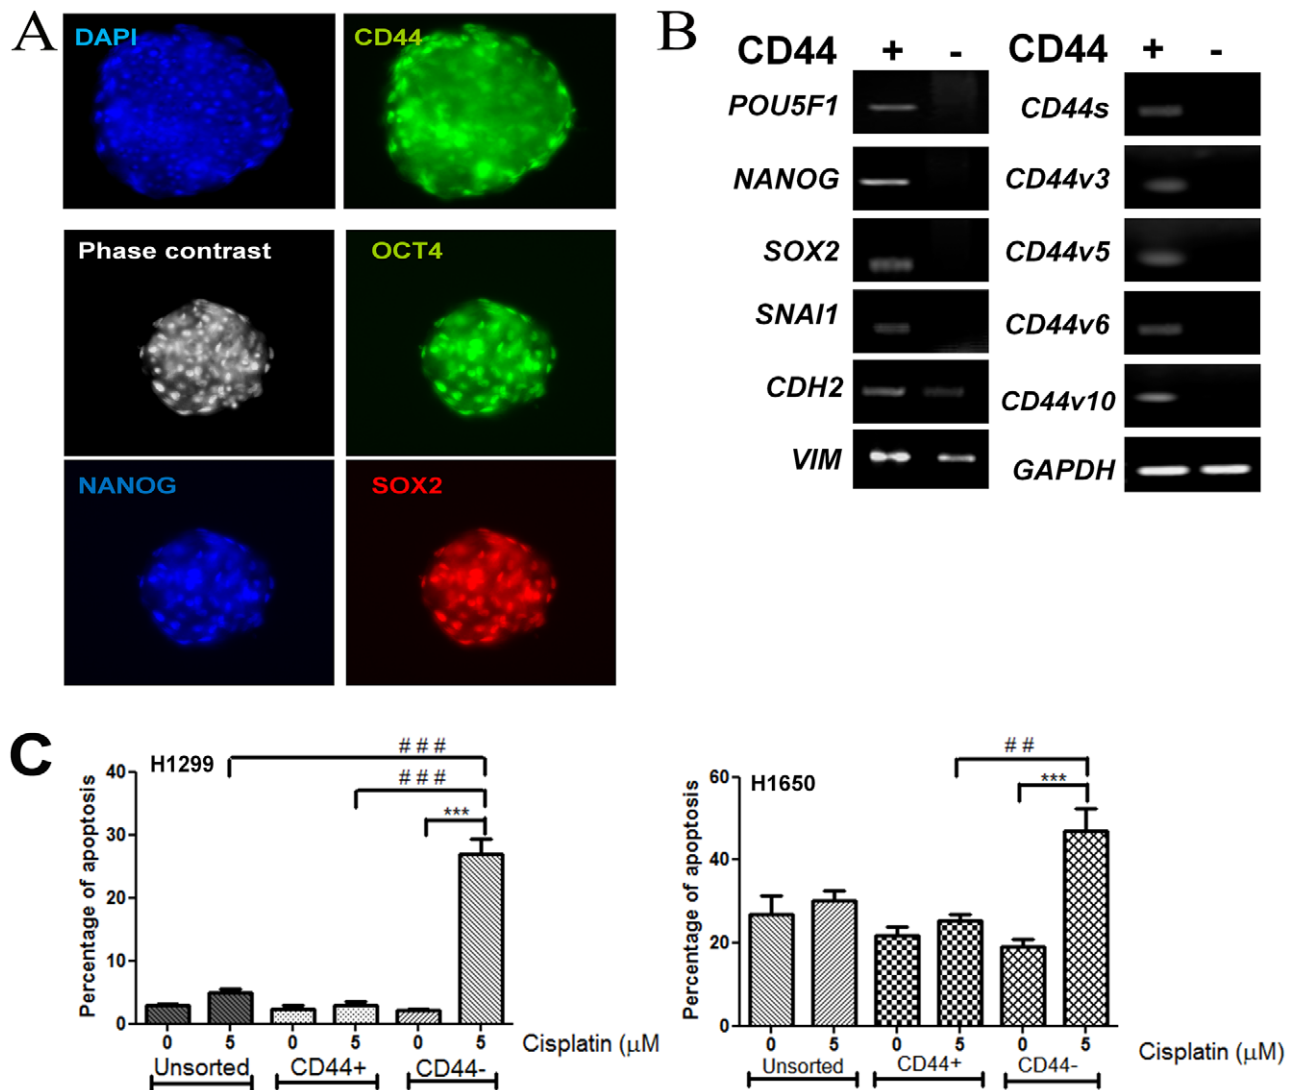 A
DAPI
CD44
Phase contrast
OCT4
NANOG
SOX2
B
CD44 + -
POU5F1
NANOG
SOX2
SNAI1
CDH2
VIM
CD44 + -
CD44s
CD44v3
CD44v5
CD44v6
CD44v10
GAPDH
C
H1299
Percentage of apoptosis
40
30
20
10
0
# # #
# # #
***
0 5 0 5 0 5 Cisplatin (µM
Unsorted CD44+ CD44-
H1650
Percentage of apoptosis
60
40
20
0
# #
***
0 5 0 5 0 5 Cisplatin (µM)
Unsorted CD44+ CD44-